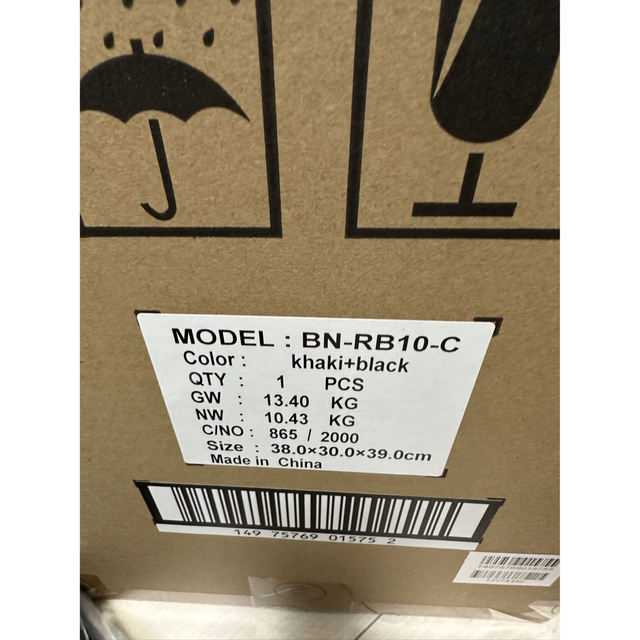 MODEL : BN-RB10-C
Color : khaki+black
QTY : 1 PCS
GW : 13.40 KG
NW : 10.43 KG
C/NO : 865 / 2000
Size : 38.0×30.0×39.0cm
Made in China
149 75769 01575 2